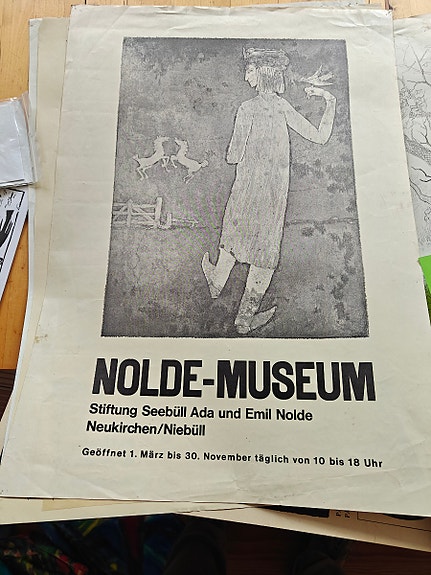 NOLDE-MUSEUM
Stiftung Seebüll Ada und Emil Nolde
Neukirchen/Niebüll
Geöffnet 1. März bis 30. November täglich von 10 bis 18 Uhr